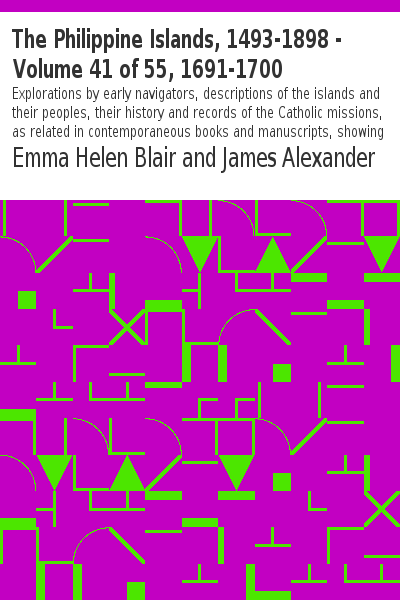 The Philippine Islands, 1493-1898 -
Volume 41 of 55, 1691-1700
Explorations by early navigators, descriptions of the islands and
their peoples, their history and records of the Catholic missions,
as related in contemporaneous books and manuscripts, showing
Emma Helen Blair and James Alexander